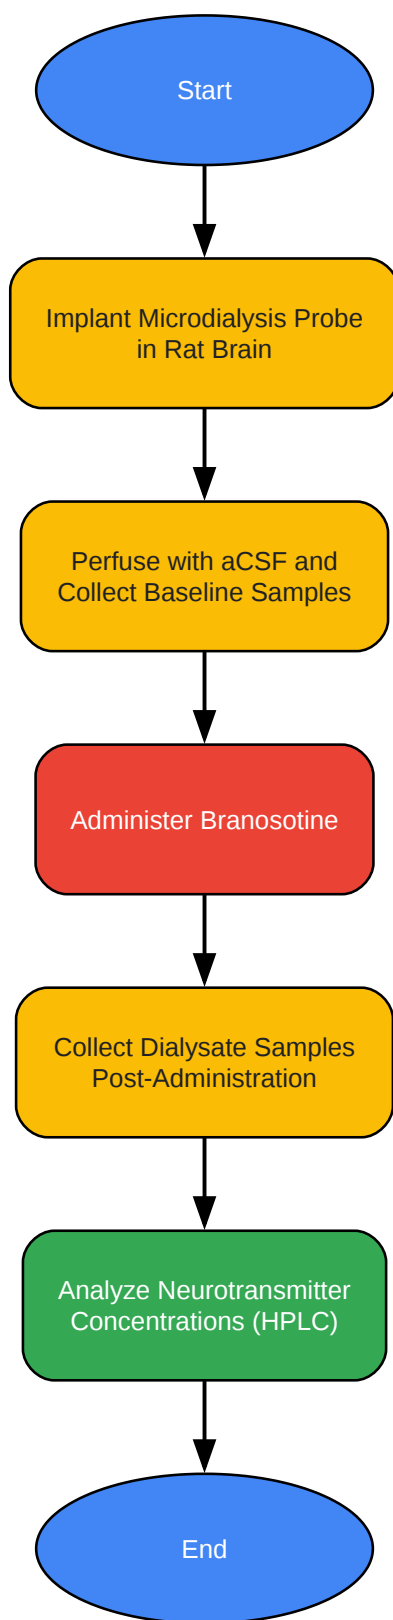 Start
Implant Microdialysis Probe
in Rat Brain
Perfuse with aCSF and
Collect Baseline Samples
Administer Branosotine
Collect Dialysate Samples
Post-Administration
Analyze Neurotransmitter
Concentrations (HPLC)
End